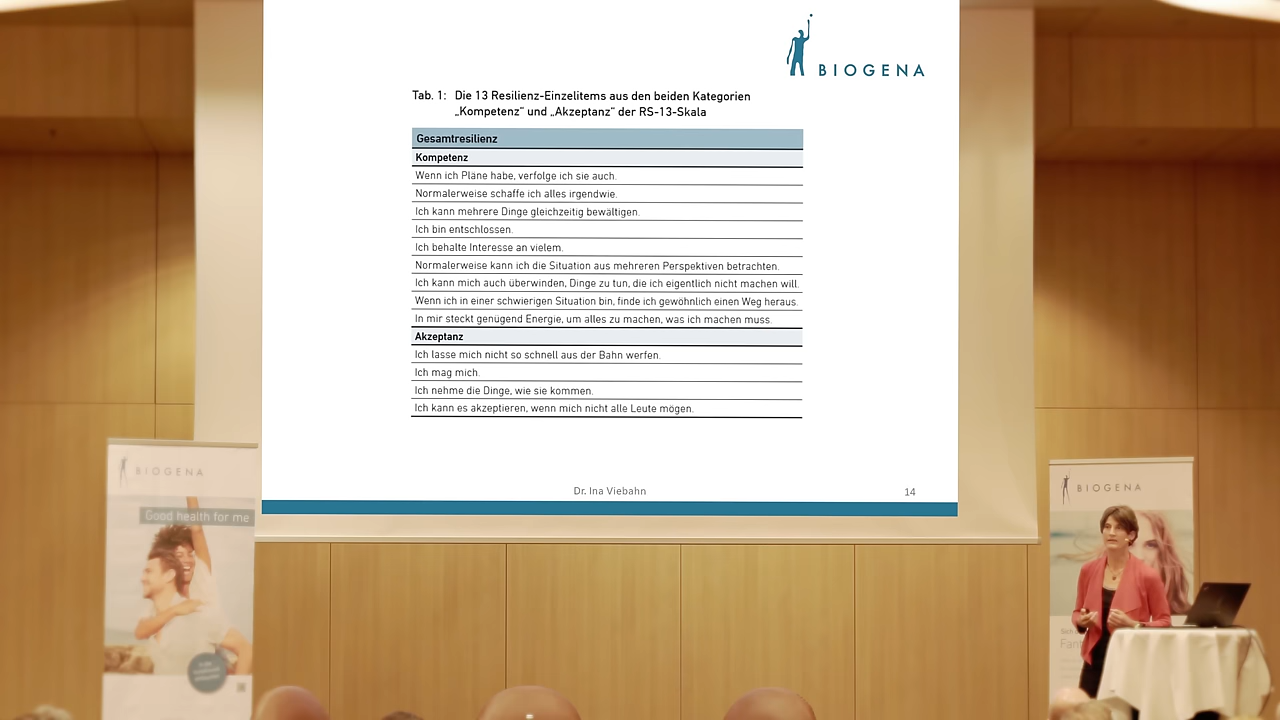 BIOGENA
Tab. 1: Die 13 Resilienz-Einzelitems aus den beiden Kategorien
„Kompetenz“ und „Akzeptanz“ der RS-13-Skala
Gesamtresilienz
Kompetenz
Wenn ich Pläne habe, verfolge ich sie auch.
Normalerweise schaffe ich alles irgendwie.
Ich kann mehrere Dinge gleichzeitig bewältigen.
Ich bin entschlossen.
Ich behalte Interesse an vielem.
Normalerweise kann ich die Situation aus mehreren Perspektiven betrachten.
Ich kann mich auch überwinden, Dinge zu tun, die ich eigentlich nicht machen will.
Wenn ich in einer schwierigen Situation bin, finde ich gewöhnlich einen Weg heraus.
In mir steckt genügend Energie, um alles zu machen, was ich machen muss.
Akzeptanz
Ich lasse mich nicht so schnell aus der Bahn werfen.
Ich mag mich.
Ich nehme die Dinge, wie sie kommen.
Ich kann es akzeptieren, wenn mich nicht alle Leute mögen.
Dr. Ina Viebahn
14
BIOGENA
Good health for me
BIOGENA